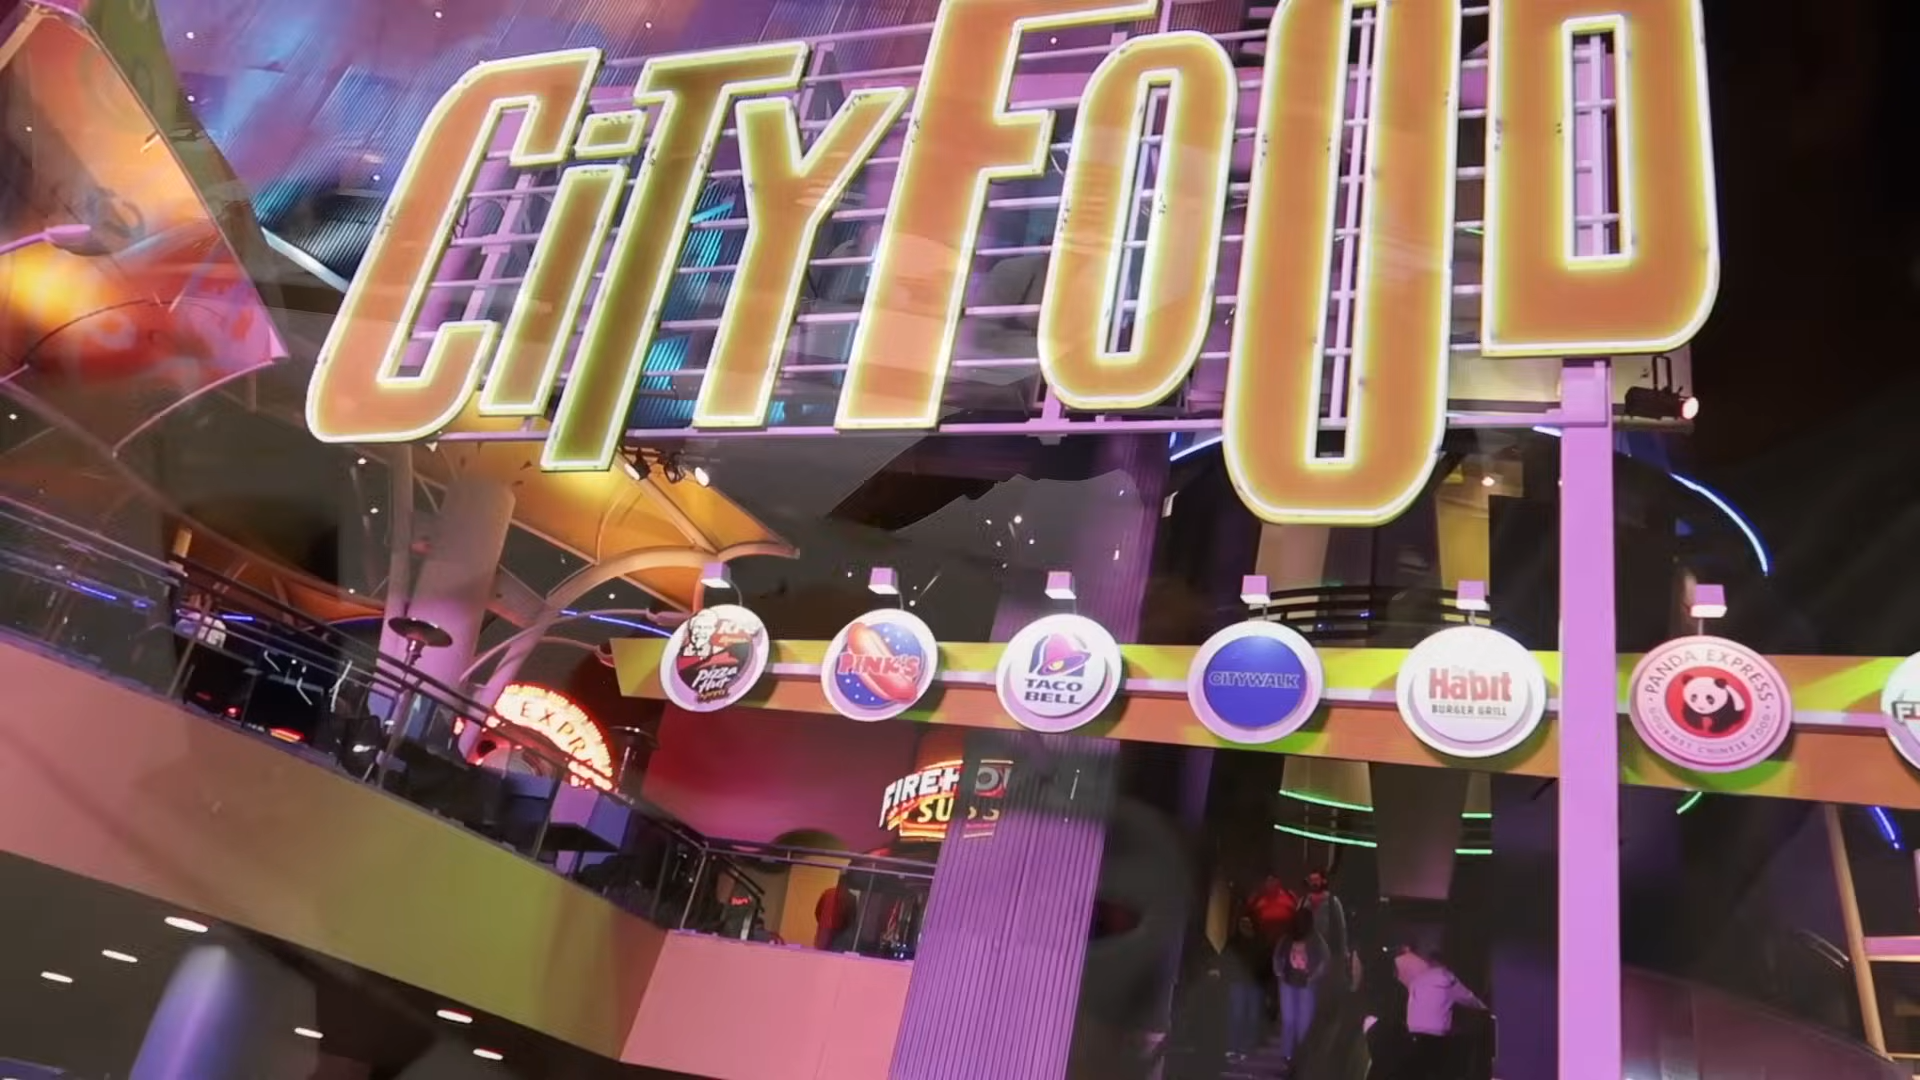 CiTYFOOD
KFC
Pizza
Hut
PINK'S
TACO
BELL
CITYWALK
The
Habit
BURGER GRILL
PANDA EXPRESS
GOURMET CHINESE FOOD
EXPR
FIREHO
SUBS